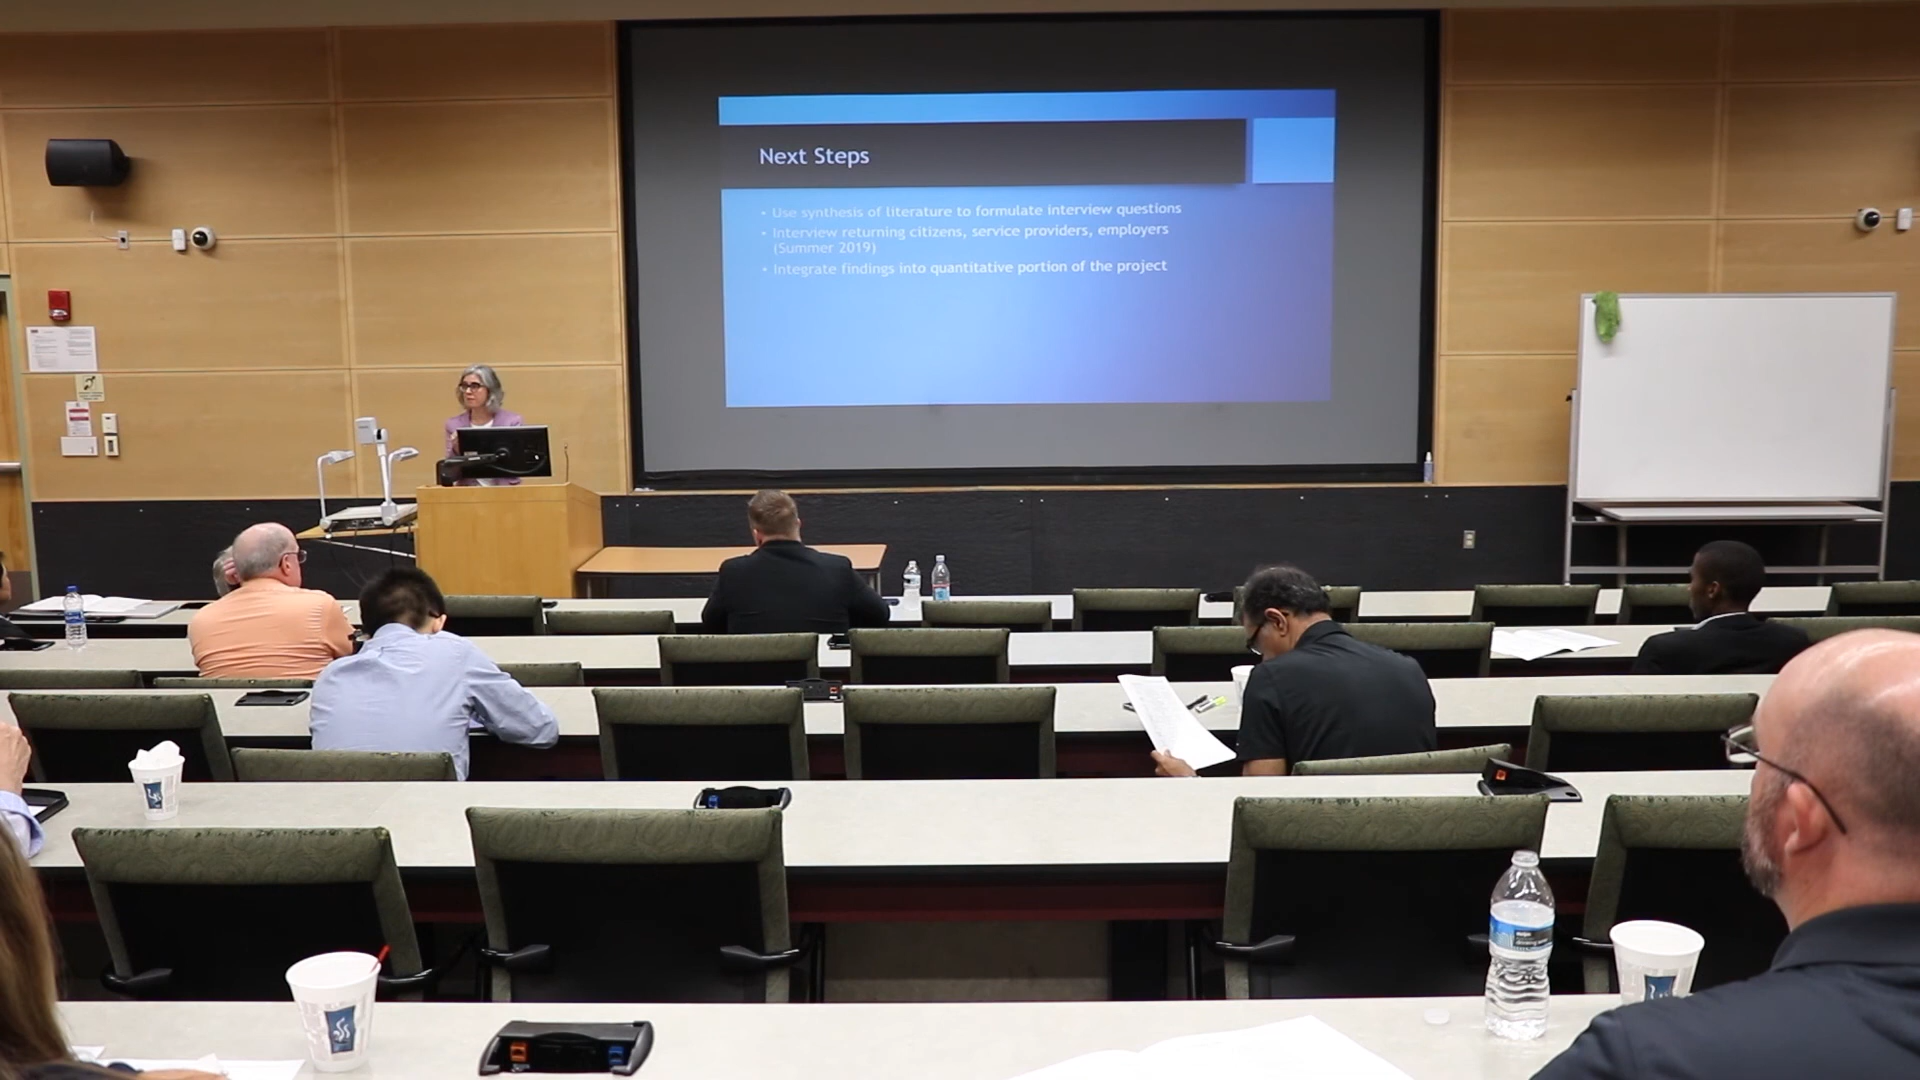 Next Steps
• Use synthesis of literature to formulate interview questions
• Interview returning citizens, service providers, employers
(Summer 2019)
• Integrate findings into quantitative portion of the project